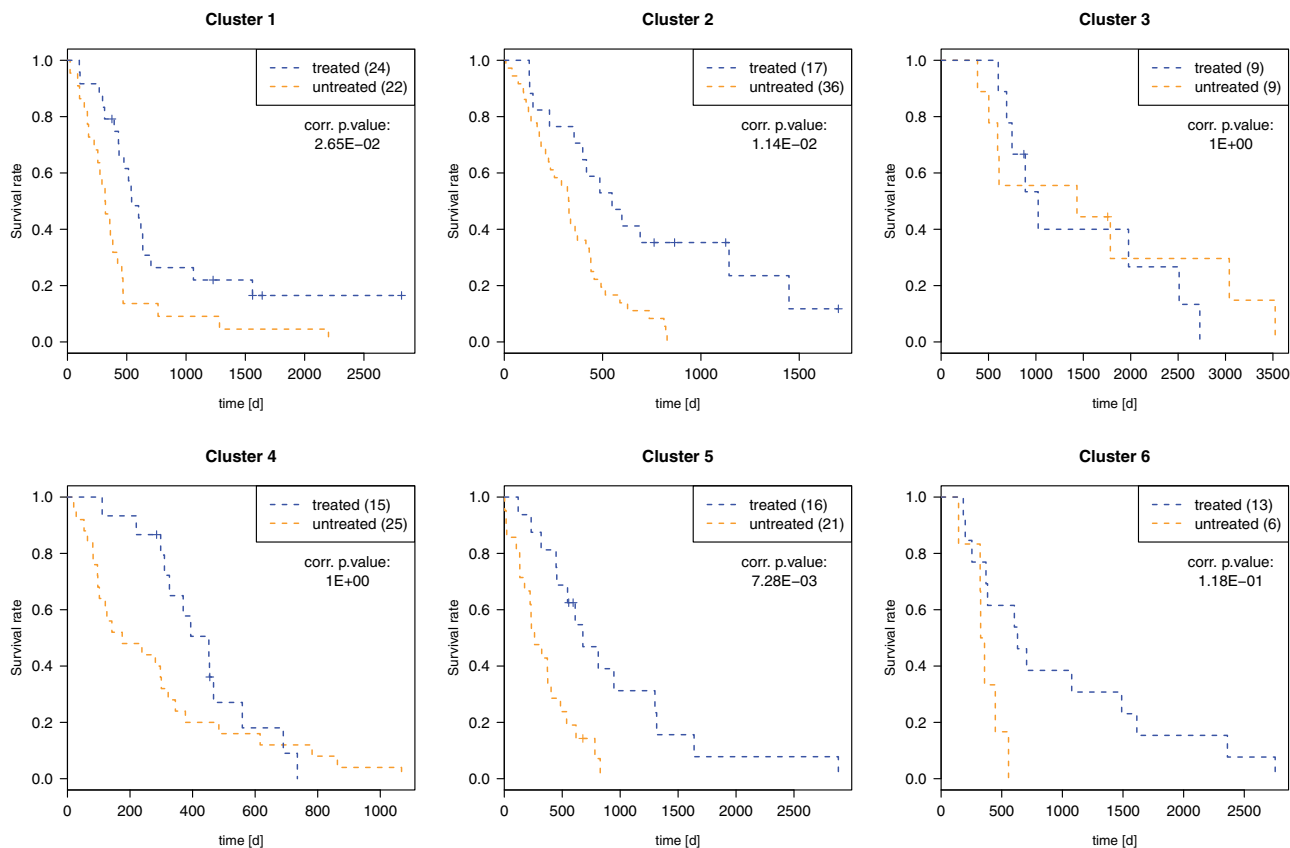 Cluster 1
treated (24)
untreated (22)
corr. p.value:
2.65E−02
Survival rate
0.0 0.2 0.4 0.6 0.8 1.0
0 500 1000 1500 2000 2500
time [d]
Cluster 2
treated (17)
untreated (36)
corr. p.value:
1.14E−02
Survival rate
0.0 0.2 0.4 0.6 0.8 1.0
0 500 1000 1500
time [d]
Cluster 3
treated (9)
untreated (9)
corr. p.value:
1E+00
Survival rate
0.0 0.2 0.4 0.6 0.8 1.0
0 500 1000 1500 2000 2500 3000 3500
time [d]
Cluster 4
treated (15)
untreated (25)
corr. p.value:
1E+00
Survival rate
0.0 0.2 0.4 0.6 0.8 1.0
0 200 400 600 800 1000
time [d]
Cluster 5
treated (16)
untreated (21)
corr. p.value:
7.28E−03
Survival rate
0.0 0.2 0.4 0.6 0.8 1.0
0 500 1000 1500 2000 2500
time [d]
Cluster 6
treated (13)
untreated (6)
corr. p.value:
1.18E−01
Survival rate
0.0 0.2 0.4 0.6 0.8 1.0
0 500 1000 1500 2000 2500
time [d]